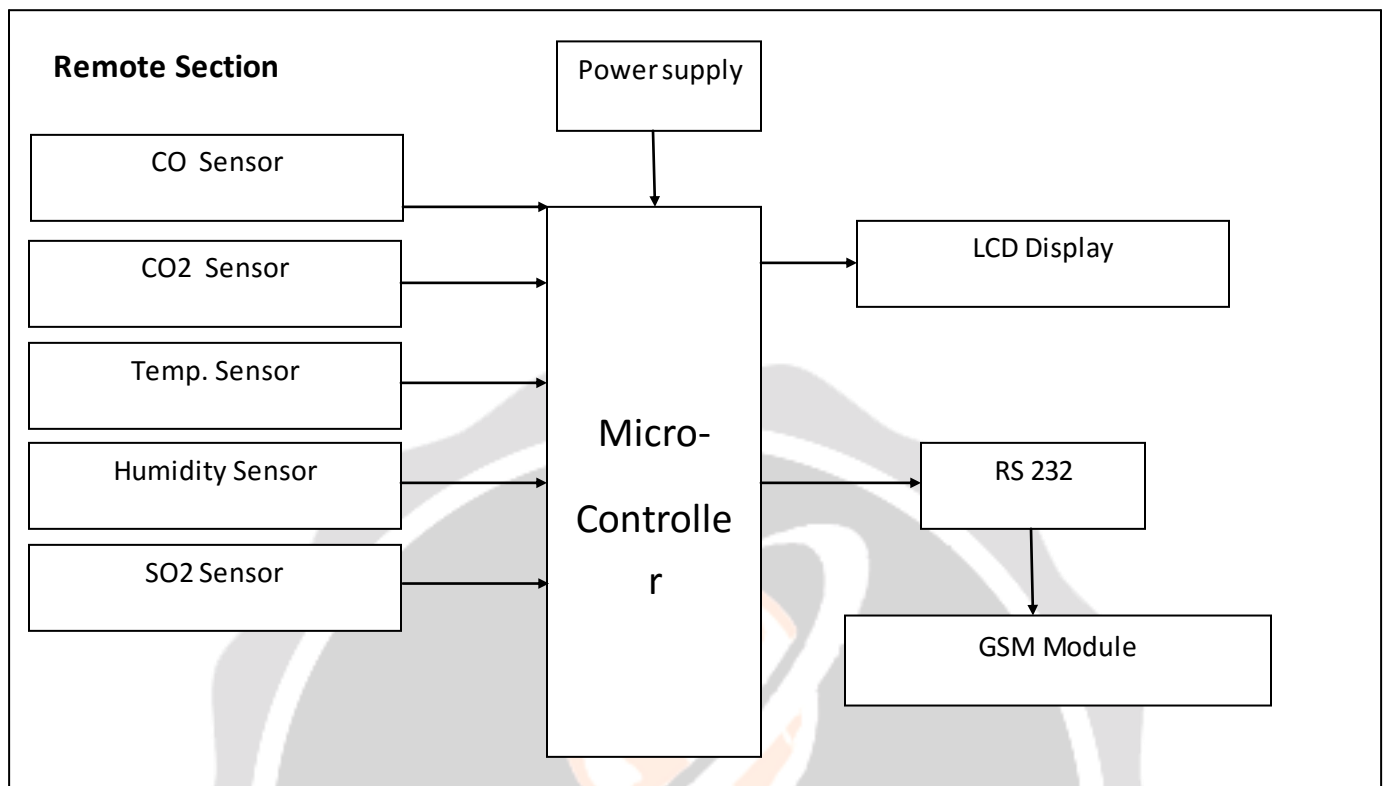 Remote Section
Power supply
CO Sensor
CO2 Sensor
Temp. Sensor
Humidity Sensor
SO2 Sensor
Micro-
Controlle
r
LCD Display
RS 232
GSM Module